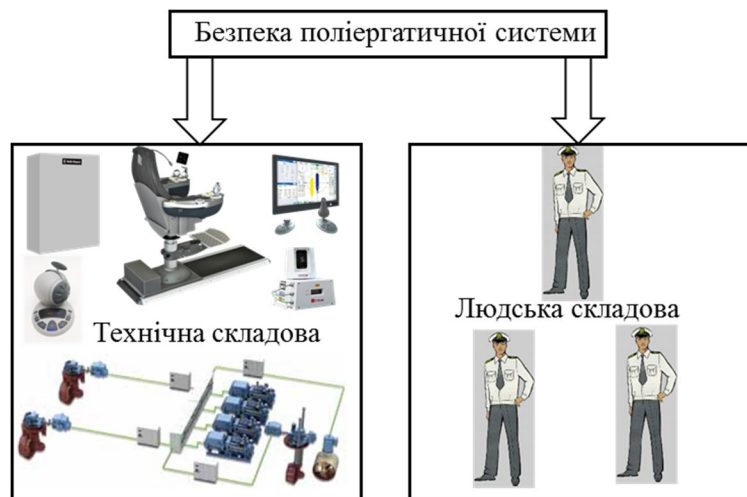 Безпека поліергатичної системи
Технічна складова
Людська складова